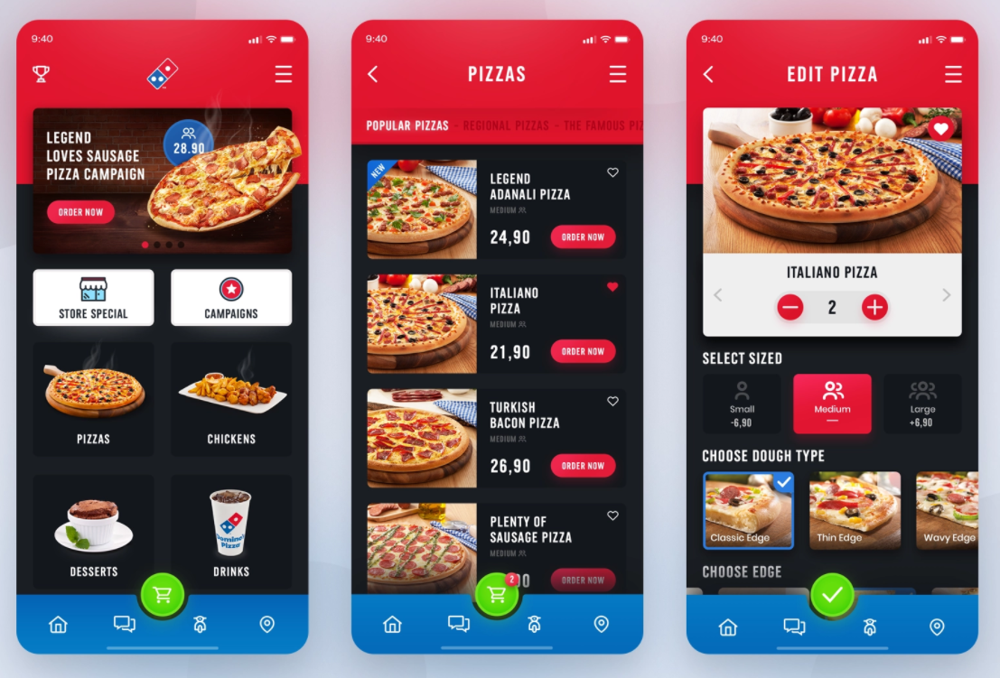 9:40
LEGEND
LOVES SAUSAGE
PIZZA CAMPAIGN
28.90
ORDER NOW
STORE SPECIAL
CAMPAIGNS
PIZZAS
CHICKENS
Domino's
Pizza
DESSERTS
DRINKS
9:40
PIZZAS
POPULAR PIZZAS - REGIONAL PIZZAS - THE FAMOUS
NEW
LEGEND
ADANALI PIZZA
MEDIUM
24,90
ORDER NOW
ITALIANO
PIZZA
MEDIUM
21,90
ORDER NOW
TURKISH
BACON PIZZA
MEDIUM
26,90
ORDER NOW
PLENTY OF
SAUSAGE PIZZA
MEDIUM
ORDER NOW
2
9:40
EDIT PIZZA
ITALIANO PIZZA
2
SELECT SIZED
Small
-6,90
Medium
Large
+6,90
CHOOSE DOUGH TYPE
Classic Edge
Thin Edge
Wavy Edge
CHOOSE EDGE